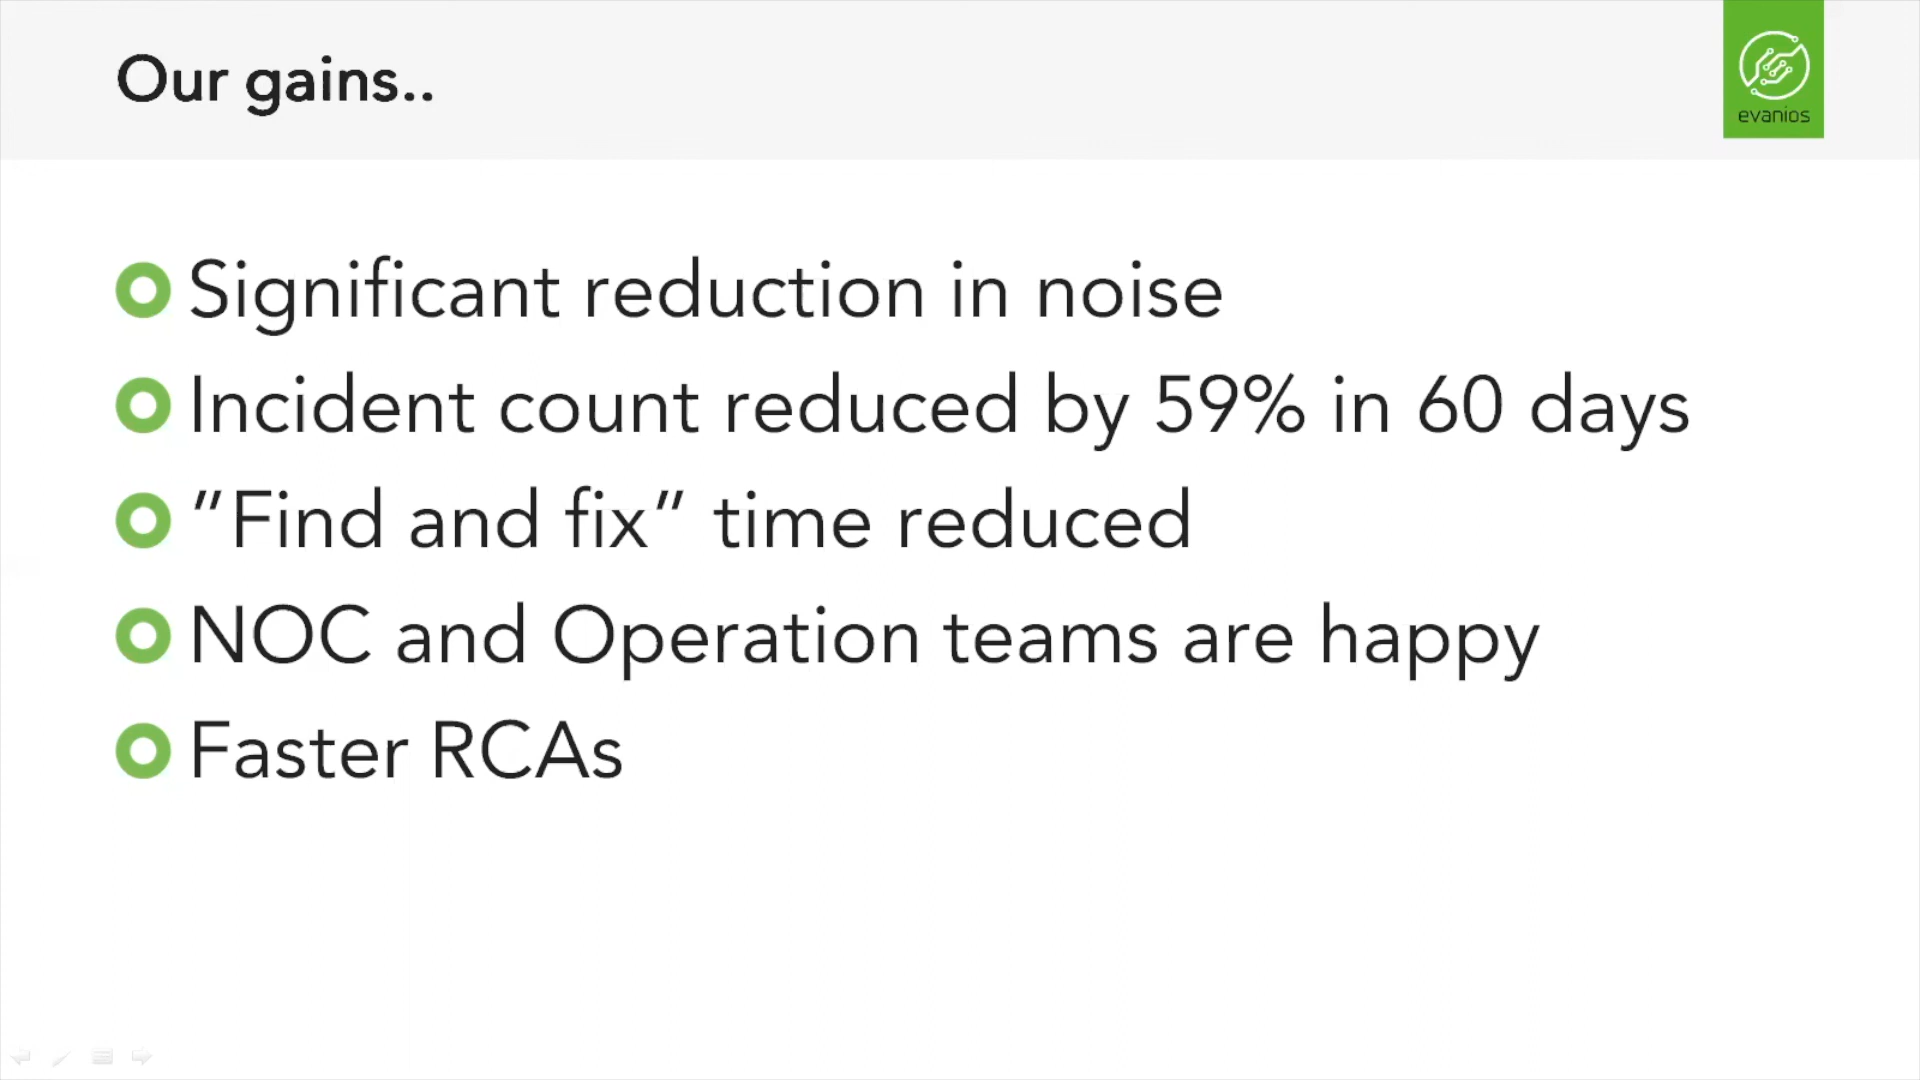 Our gains..
evanios
Significant reduction in noise
Incident count reduced by 59% in 60 days
“Find and fix” time reduced
NOC and Operation teams are happy
Faster RCAs